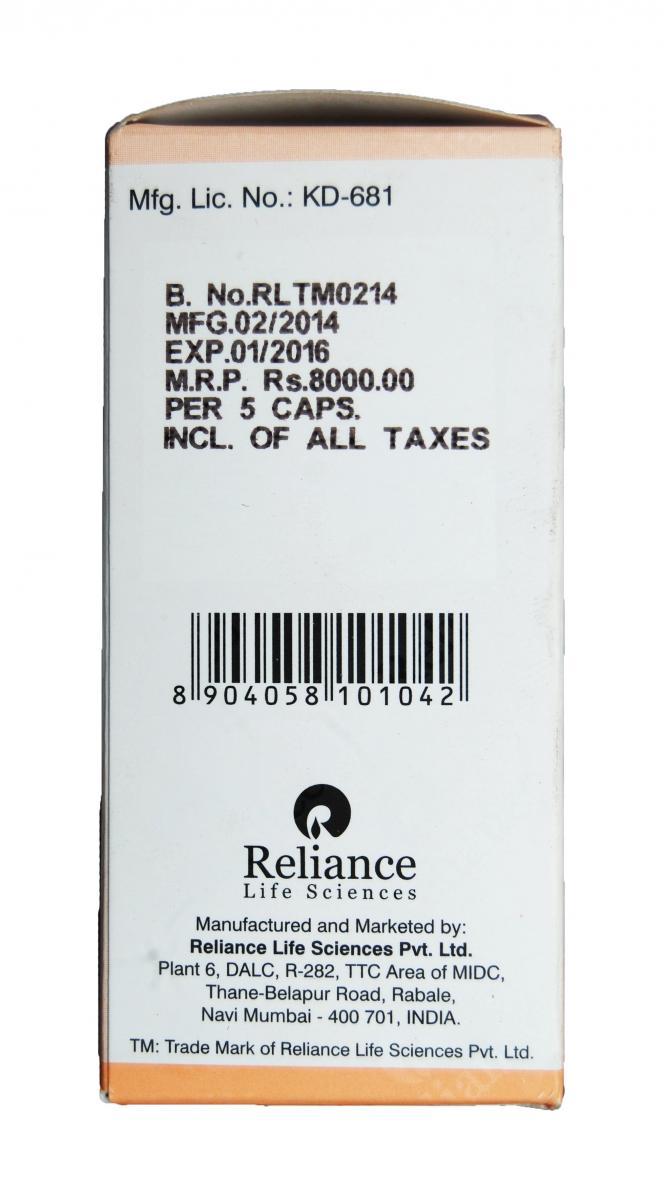 Mfg. Lic. No.: KD-681
B. No.RLTM0214
MFG.02/2014
EXP.01/2016
M.R.P. Rs.8000.00
PER 5 CAPS.
INCL. OF ALL TAXES
8 904058 101042
Reliance
Life Sciences
Manufactured and Marketed by:
Reliance Life Sciences Pvt. Ltd.
Plant 6, DALC, R-282, TTC Area of MIDC,
Thane-Belapur Road, Rabale,
Navi Mumbai - 400 701, INDIA.
TM: Trade Mark of Reliance Life Sciences Pvt. Ltd.